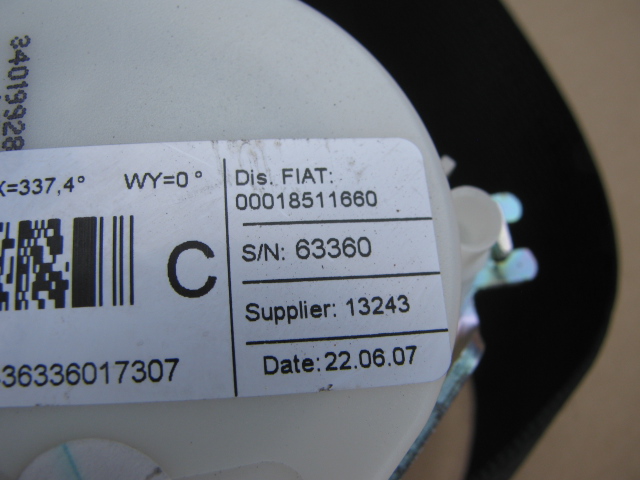 34019928
X=337,4° WY=0°
Dis. FIAT:
00018511660
C
S/N: 63360
Supplier: 13243
36336017307
Date: 22.06.07